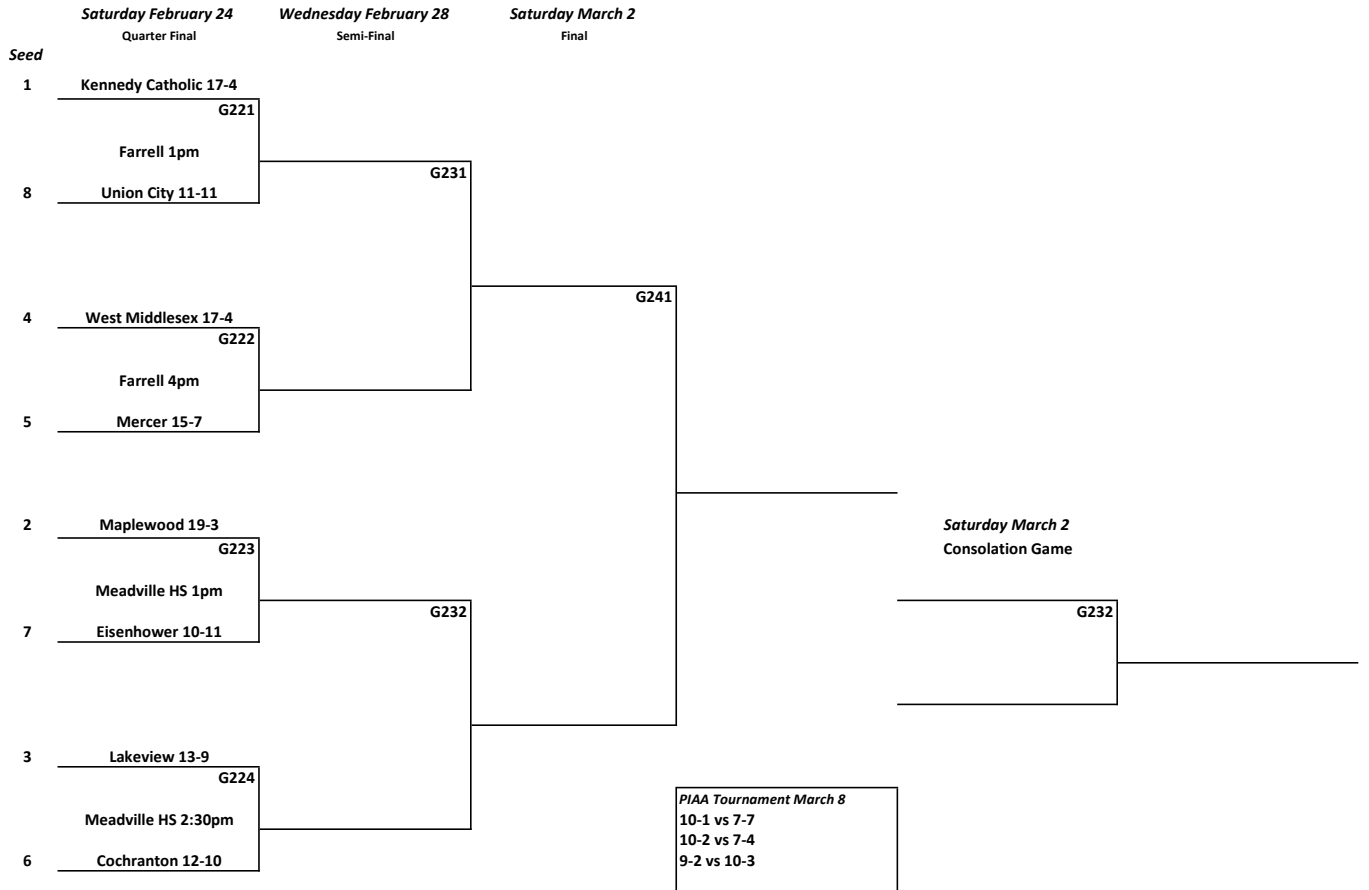 Saturday February 24 Wednesday February 28 Saturday March 2
Quarter Final Semi-Final Final
Seed
1 Kennedy Catholic 17-4
G221
Farrell 1pm
G231
8 Union City 11-11
G241
4 West Middlesex 17-4
G222
Farrell 4pm
5 Mercer 15-7
2 Maplewood 19-3 Saturday March 2
G223 Consolation Game
Meadville HS 1pm
G232 G232
7 Eisenhower 10-11
3 Lakeview 13-9
G224
PIAA Tournament March 8
Meadville HS 2:30pm 10-1 vs 7-7
10-2 vs 7-4
6 Cochranton 12-10 9-2 vs 10-3